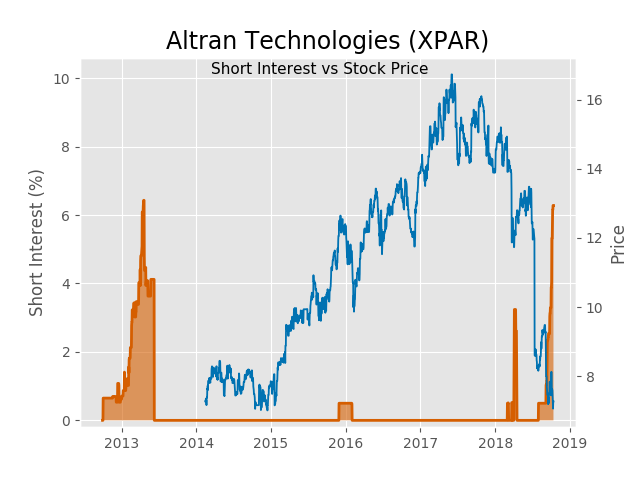 Altran Technologies (XPAR)
Short Interest vs Stock Price
Short Interest (%)
10
8
6
4
2
0
16
14
12
10
8
Price
2013 2014 2015 2016 2017 2018 2019